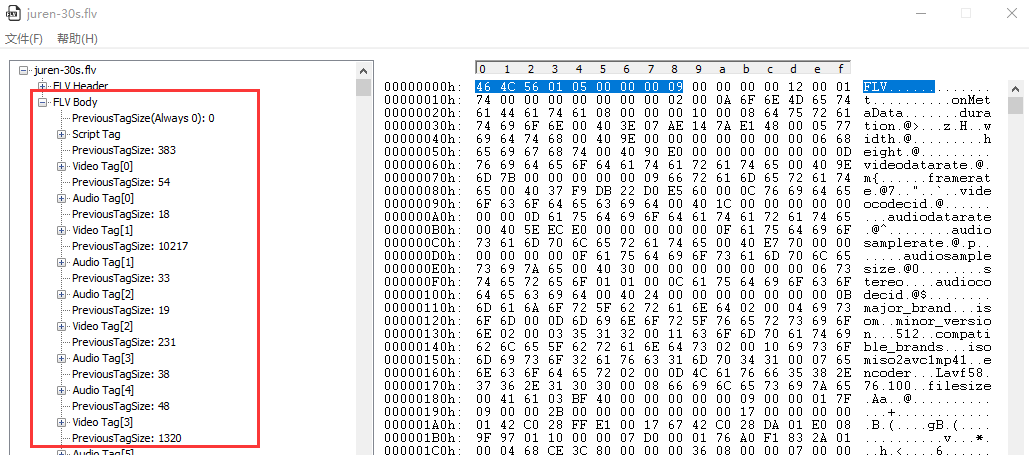 juren-30s.flv
文件(F) 帮助(H)
juren-30s.flv
FLV Header
FLV Body
PreviousTagSize(Always 0): 0
Script Tag
PreviousTagSize: 383
Video Tag[0]
PreviousTagSize: 54
Audio Tag[0]
PreviousTagSize: 18
Video Tag[1]
PreviousTagSize: 10217
Audio Tag[1]
PreviousTagSize: 33
Audio Tag[2]
PreviousTagSize: 19
Video Tag[2]
PreviousTagSize: 231
Audio Tag[3]
PreviousTagSize: 38
Audio Tag[4]
PreviousTagSize: 48
Video Tag[3]
PreviousTagSize: 1320
Audio Tag[5]
0 1 2 3 4 5 6 7 8 9 a b c d e f
00000000h: 46 4C 56 01 05 00 00 00 09 00 00 00 00 12 00 01 FLV.............
00000010h: 74 00 00 00 00 00 00 02 00 0A 6F 6E 4D 65 74 t.........onMet
00000020h: 61 44 61 74 61 08 00 00 00 10 00 08 64 75 72 61 aData.......dura
00000030h: 74 69 6F 6E 00 40 3E 07 AE 14 7A E1 48 00 05 77 tion.@>...z.H..w
00000040h: 69 64 74 68 00 40 9E 00 00 00 00 00 00 00 06 68 idth.@.........h
00000050h: 65 69 67 68 74 00 40 90 E0 00 00 00 00 00 00 0D eight.@.........
00000060h: 76 69 64 65 6F 64 61 74 61 72 61 74 65 00 40 9E videodatarate.@.
00000070h: 6D 7B 00 00 00 00 00 09 66 72 61 6D 65 72 61 74 m{......framerat
00000080h: 65 00 40 37 F9 DB 22 D0 E5 60 00 0C 76 69 64 65 e.@7.."..`..vide
00000090h: 6F 63 6F 64 65 63 69 64 00 40 1C 00 00 00 00 00 ocodecid.@......
000000A0h: 00 00 0D 61 75 64 69 6F 64 61 74 61 72 61 74 65 ...audiodatarate
000000B0h: 00 40 5E EC E0 00 00 00 00 00 0F 61 75 64 69 6F .@^........audio
000000C0h: 73 61 6D 70 6C 65 72 61 74 65 00 40 E7 70 00 00 samplerate.@.p..
000000D0h: 00 00 00 00 0F 61 75 64 69 6F 73 61 6D 70 6C 65 .....audiosample
000000E0h: 73 69 7A 65 00 40 30 00 00 00 00 00 00 00 06 73 size.@0........s
000000F0h: 74 65 72 65 6F 01 01 00 0C 61 75 64 69 6F 63 6F tereo....audioco
00000100h: 64 65 63 69 64 00 40 24 00 00 00 00 00 00 00 0B decid.@$........
00000110h: 6D 61 6A 6F 72 5F 62 72 61 6E 64 02 00 04 69 73 major_brand...is
00000120h: 6F 6D 00 0D 6D 69 6E 6F 72 5F 76 65 72 73 69 6F om..minor_versio
00000130h: 6E 02 00 03 35 31 32 00 11 63 6F 6D 70 61 74 69 n...512..compati
00000140h: 62 6C 65 5F 62 72 61 6E 64 73 02 00 10 69 73 6F ble_brands...iso
00000150h: 6D 69 73 6F 32 61 76 63 31 6D 70 34 31 00 07 65 miso2avc1mp41..e
00000160h: 6E 63 6F 64 65 72 02 00 0D 4C 61 76 66 35 38 2E ncoder...Lavf58.
00000170h: 37 36 2E 31 30 30 00 08 66 69 6C 65 73 69 7A 65 76.100..filesize
00000180h: 00 41 61 03 BF 40 00 00 00 00 00 09 00 00 01 7F .Aa..@..........
00000190h: 09 00 00 2B 00 00 00 00 00 00 00 17 00 00 00 00 ...+............
000001A0h: 01 42 C0 28 FF E1 00 17 67 42 C0 28 DA 01 E0 08 .B.(....gB.(....
000001B0h: 9F 97 01 10 00 00 07 D0 00 01 76 A0 F1 83 2A 01 ..........v...*.
000001C0h: 00 04 68 CE 3C 80 00 00 00 36 08 00 00 07 00 00 ..h.<....6......